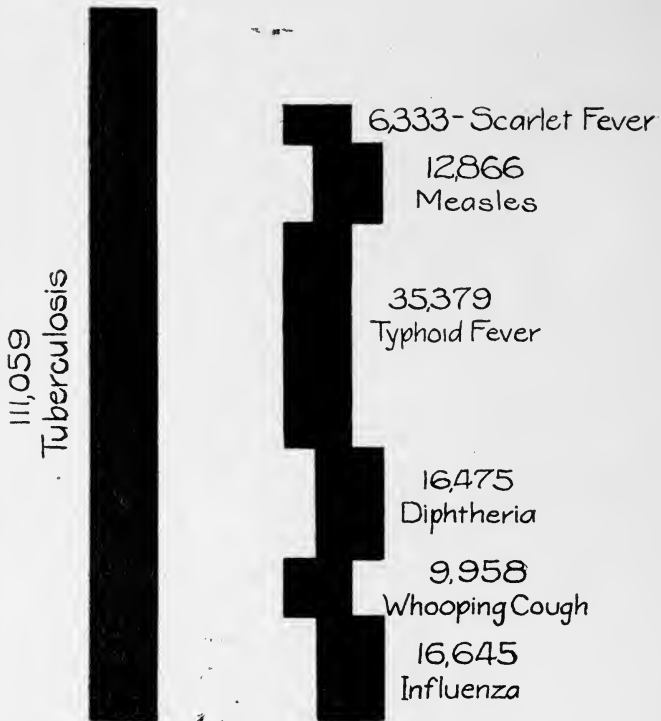 111,059
Tuberculosis
6,333-Scarlet Fever
12,866
Measles
35,379
Typhoid Fever
16,475
Diphtheria
9,958
Whooping Cough
16,645
Influenza